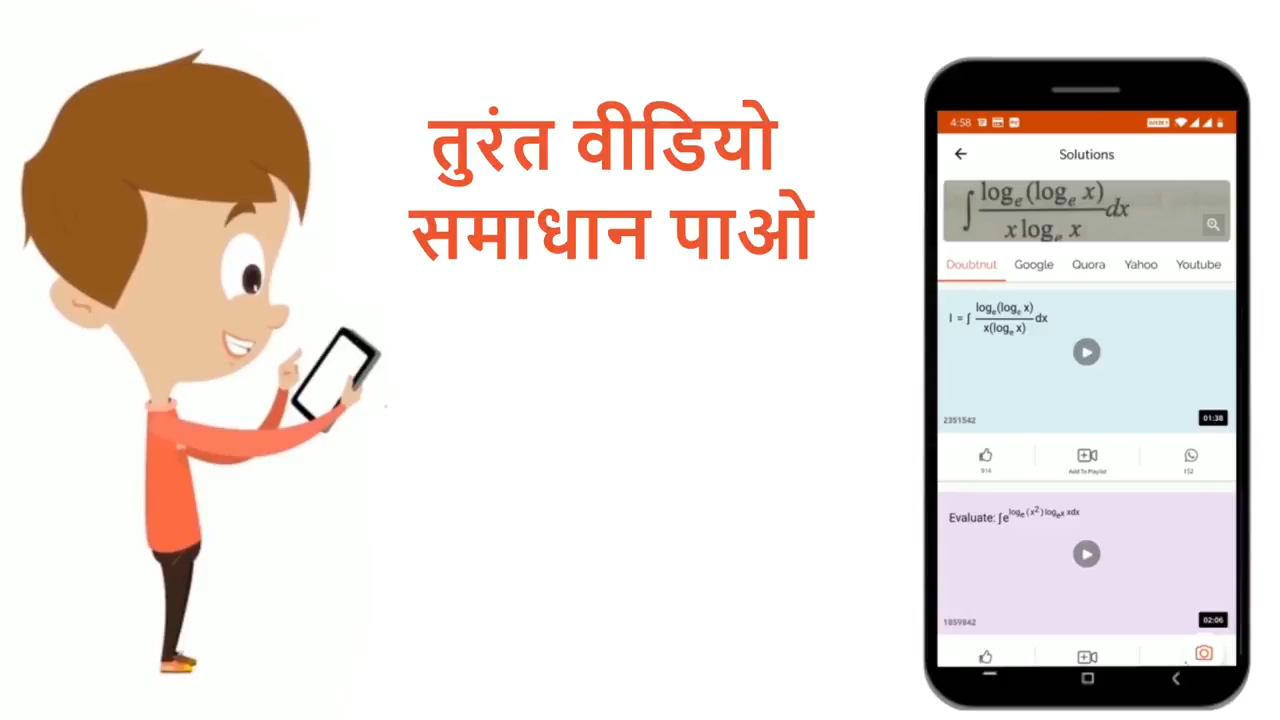 तुरंत वीडियो
समाधान पाओ
4:58
Solutions
∫ logₑ(logₑ x) / x logₑ x dx
Doubtnut Google Quora Yahoo Youtube
I = ∫ logₑ(logₑ x) / x(logₑ x) dx
2351542
01:38
914
Add To Playlist
152
Evaluate: ∫e^logₑ(x²) logₑx xdx
1859842
02:06